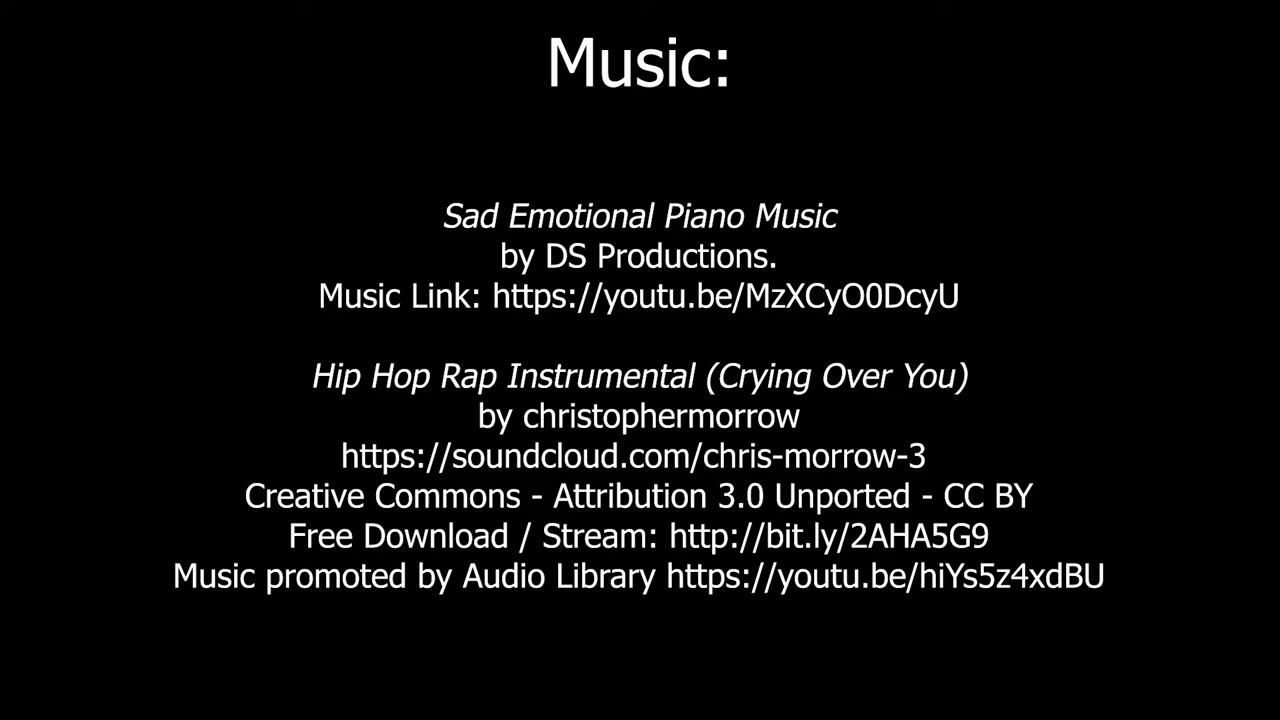 Music:
Sad Emotional Piano Music
by DS Productions.
Music Link: https://youtu.be/MzXCyO0DcyU
Hip Hop Rap Instrumental (Crying Over You)
by christophermorrow
https://soundcloud.com/chris-morrow-3
Creative Commons - Attribution 3.0 Unported - CC BY
Free Download / Stream: http://bit.ly/2AHA5G9
Music promoted by Audio Library https://youtu.be/hiYs5z4xdBU